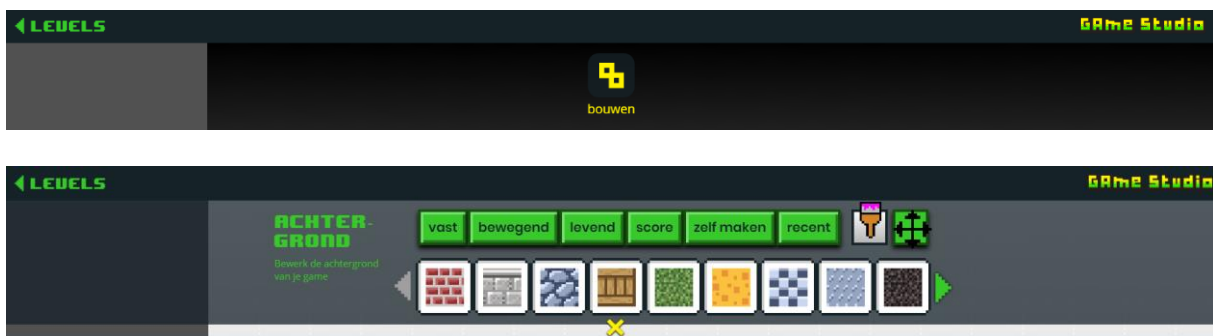 LEVELS
GAme Studio
bouwen
LEVELS
GAme Studio
ACHTER-
GROND
Bewerk de achtergrond
van je game
vast
bewegend
levend
score
zelf maken
recent